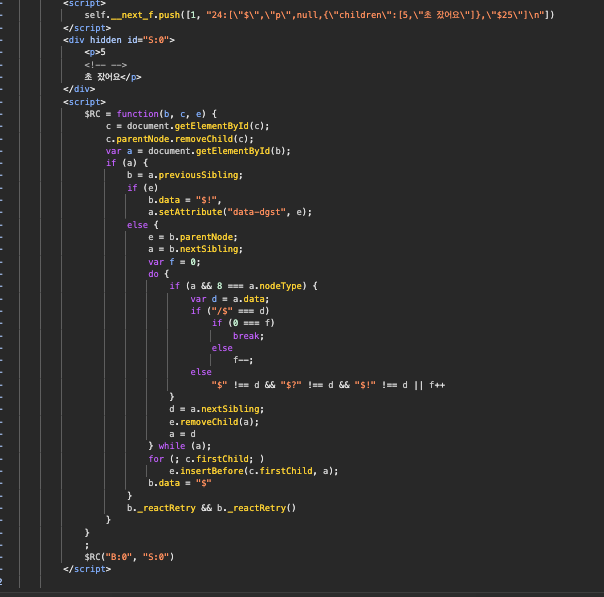 <script>
self.__next_f.push([1, "24:[\"$\",\"p\",null,{\"children\":[5,\"초 잤어요\"]},\"$25\"]\n"])
</script>
<div hidden id="S:0">
<p>5
<!-- -->
초 잤어요</p>
</div>
<script>
$RC = function(b, c, e) {
c = document.getElementById(c);
c.parentNode.removeChild(c);
var a = document.getElementById(b);
if (a) {
b = a.previousSibling;
if (e)
b.data = "$!",
a.setAttribute("data-dgst", e);
else {
e = b.parentNode;
a = b.nextSibling;
var f = 0;
do {
if (a && 8 === a.nodeType) {
var d = a.data;
if ("/$" === d)
if (0 === f)
break;
else
f--;
else
"$" !== d && "$?" !== d && "$!" !== d || f++
}
d = a.nextSibling;
e.removeChild(a);
a = d
} while (a);
for (; c.firstChild; )
e.insertBefore(c.firstChild, a);
b.data = "$"
}
b._reactRetry && b._reactRetry()
}
}
;
$RC("B:0", "S:0")
</script>
2